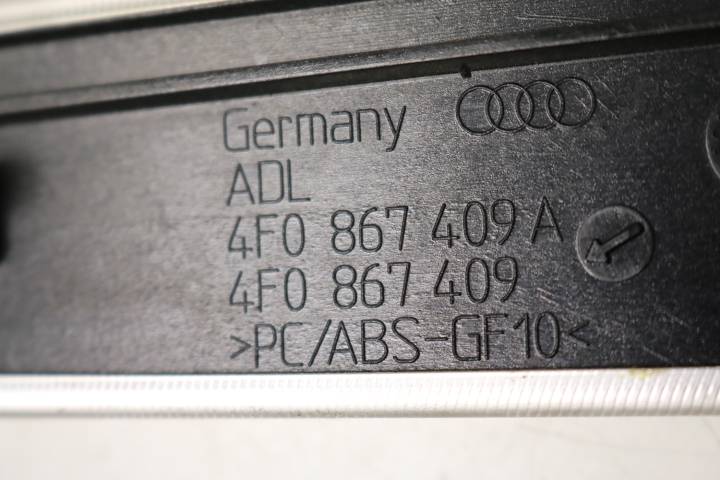 Germany
ADL
4F0 867 409 A
4F0 867 409
>PC/ABS-GF10<